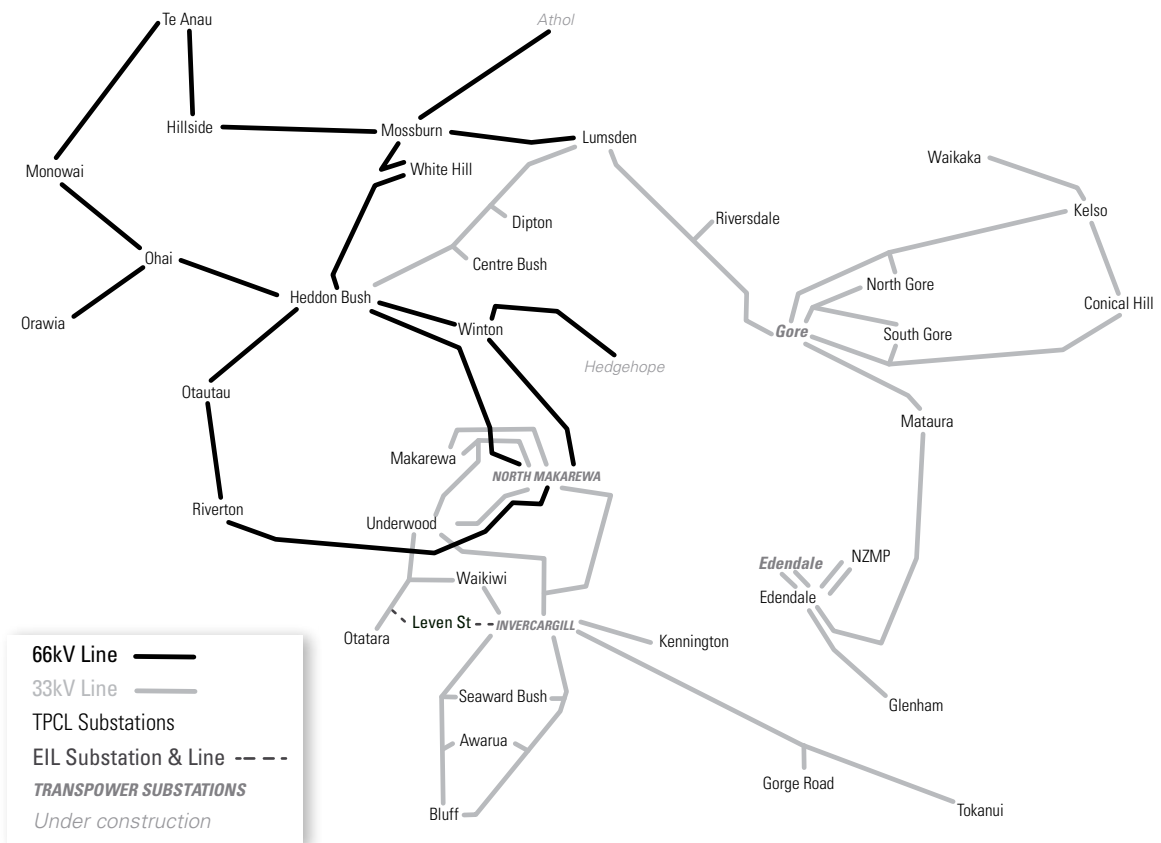 Te Anau
Athol
Hillside
Mossburn
Lumsden
Monowai
White Hill
Waikaka
Kelso
Dipton
Riversdale
Ohai
Centre Bush
North Gore
Heddon Bush
Conical Hill
Orawia
Winton
Gore
South Gore
Hedgehope
Otautau
Mataura
Makarewa
NORTH MAKAREWA
Riverton
Underwood
Edendale
NZMP
Waikiwi
Edendale
Leven St
INVERCARGILL
Otatara
Kennington
Seaward Bush
Glenham
Awarua
Gorge Road
Bluff
Tokanui
66kV Line
33kV Line
TPCL Substations
EIL Substation & Line
TRANSPOWER SUBSTATIONS
Under construction